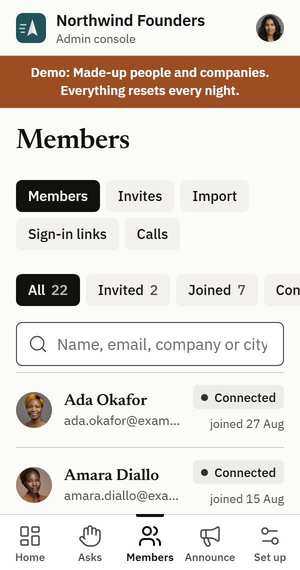 Northwind Founders
Admin console
Demo: Made-up people and companies.
Everything resets every night.
Members
Members Invites Import
Sign-in links Calls
All 22 Invited 2 Joined 7
Name, email, company or city
Ada Okafor Connected
ada.okafor@exam... joined 27 Aug
Amara Diallo Connected
amara.diallo@exa... joined 15 Aug
Home Asks Members Announce Set up